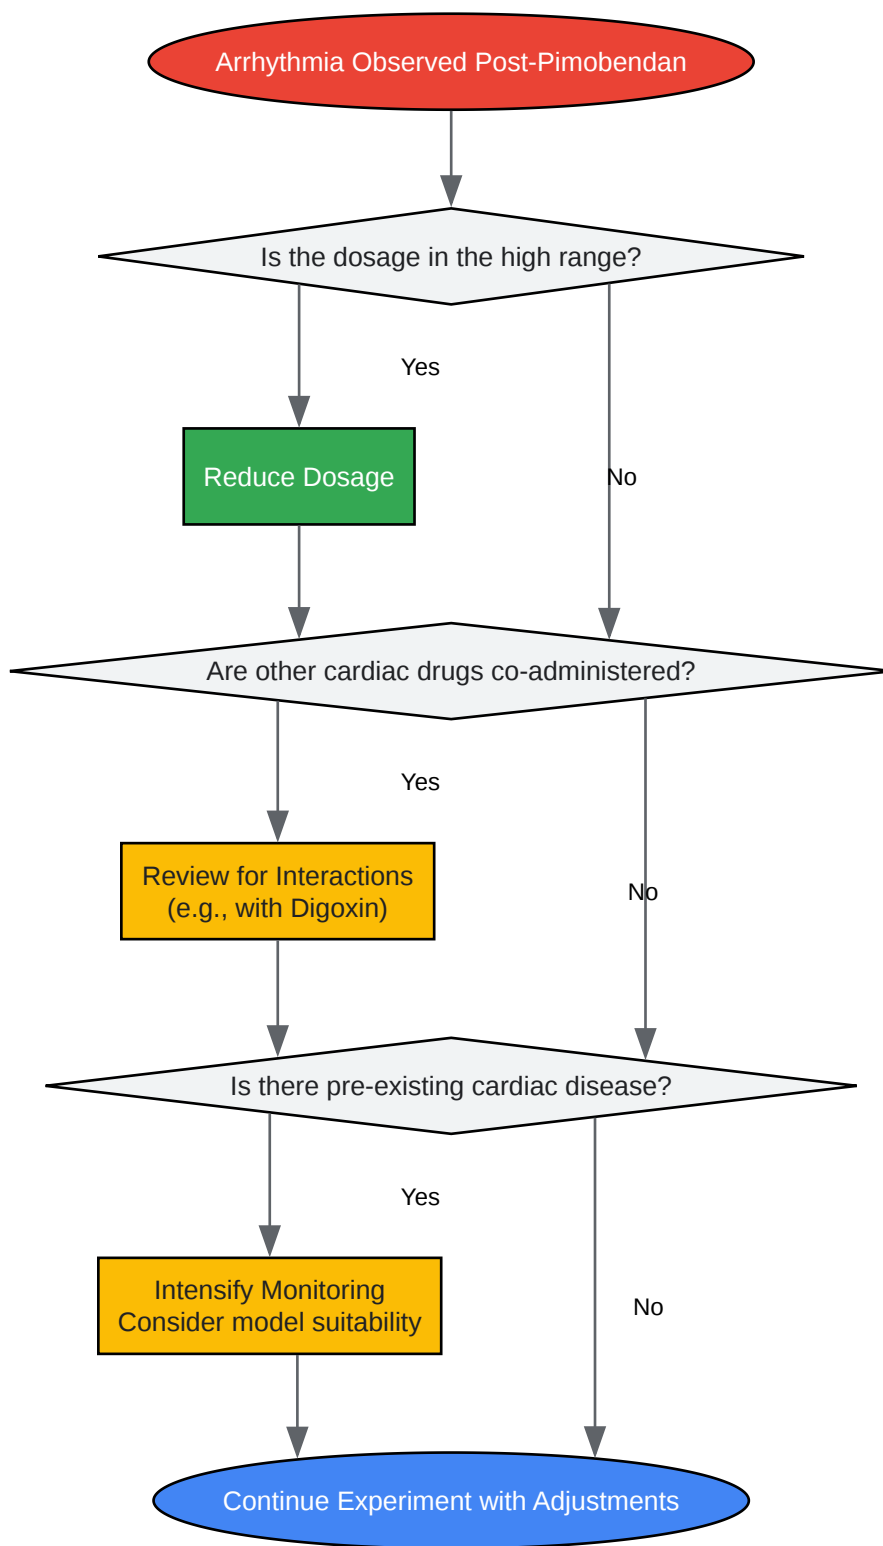 Arrhythmia Observed Post-Pimobendan
Is the dosage in the high range?
Yes
Reduce Dosage
No
Are other cardiac drugs co-administered?
Yes
Review for Interactions
(e.g., with Digoxin)
No
Is there pre-existing cardiac disease?
Yes
Intensify Monitoring
Consider model suitability
No
Continue Experiment with Adjustments